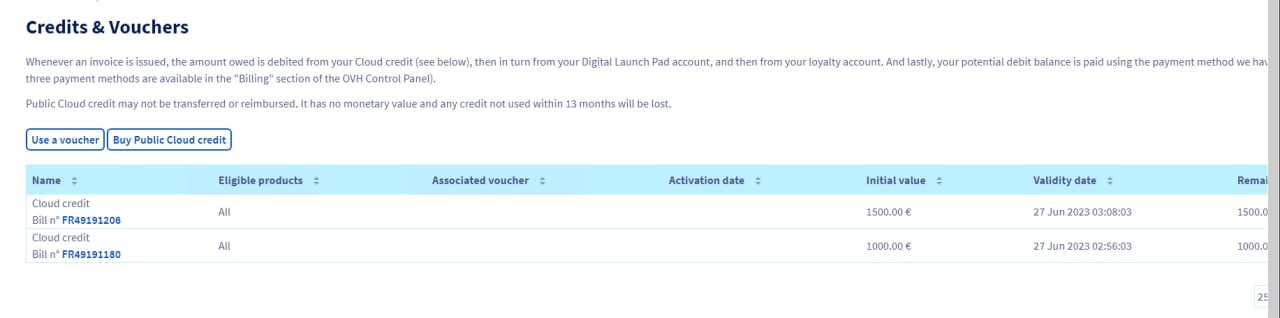 Credits & Vouchers
Whenever an invoice is issued, the amount owed is debited from your Cloud credit (see below), then in turn from your Digital Launch Pad account, and then from your loyalty account. And lastly, your potential debit balance is paid using the payment method we hav
three payment methods are available in the "Billing" section of the OVH Control Panel).
Public Cloud credit may not be transferred or reimbursed. It has no monetary value and any credit not used within 13 months will be lost.
Use a voucher Buy Public Cloud credit
Name Eligible products Associated voucher Activation date Initial value Validity date Remai
Cloud credit
Bill n° FR49191206 All 1500.00 € 27 Jun 2023 03:08:03 1500.0
Cloud credit
Bill n° FR49191180 All 1000.00 € 27 Jun 2023 02:56:03 1000.0
25